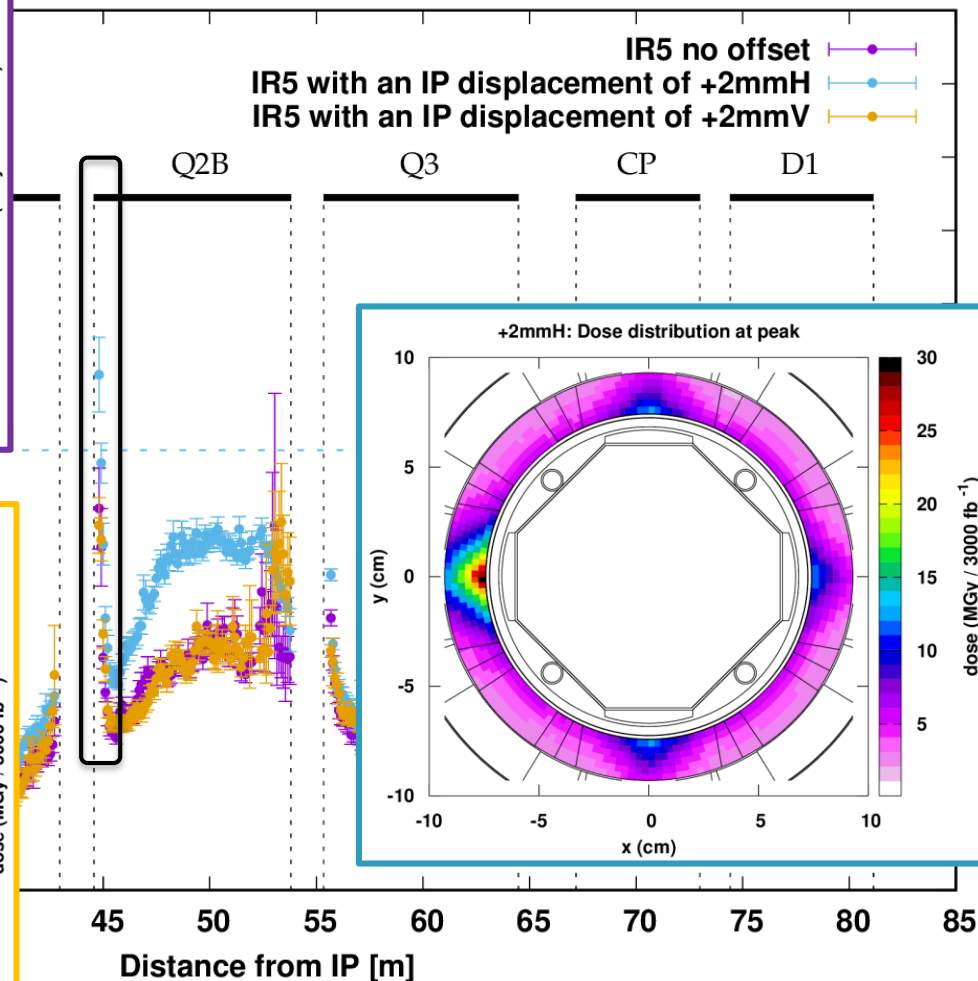 IR5 no offset
IR5 with an IP displacement of +2mmH
IR5 with an IP displacement of +2mmV
Q2B Q3 CP D1
+2mmH: Dose distribution at peak
10 30
25
5
20
y (cm) 0 15 dose (MGy/ 3000 fb⁻¹)
10
-5
5
-10
-10 -5 0 5 10
x (cm)
45 50 55 60 65 70 75 80 85
Distance from IP [m]